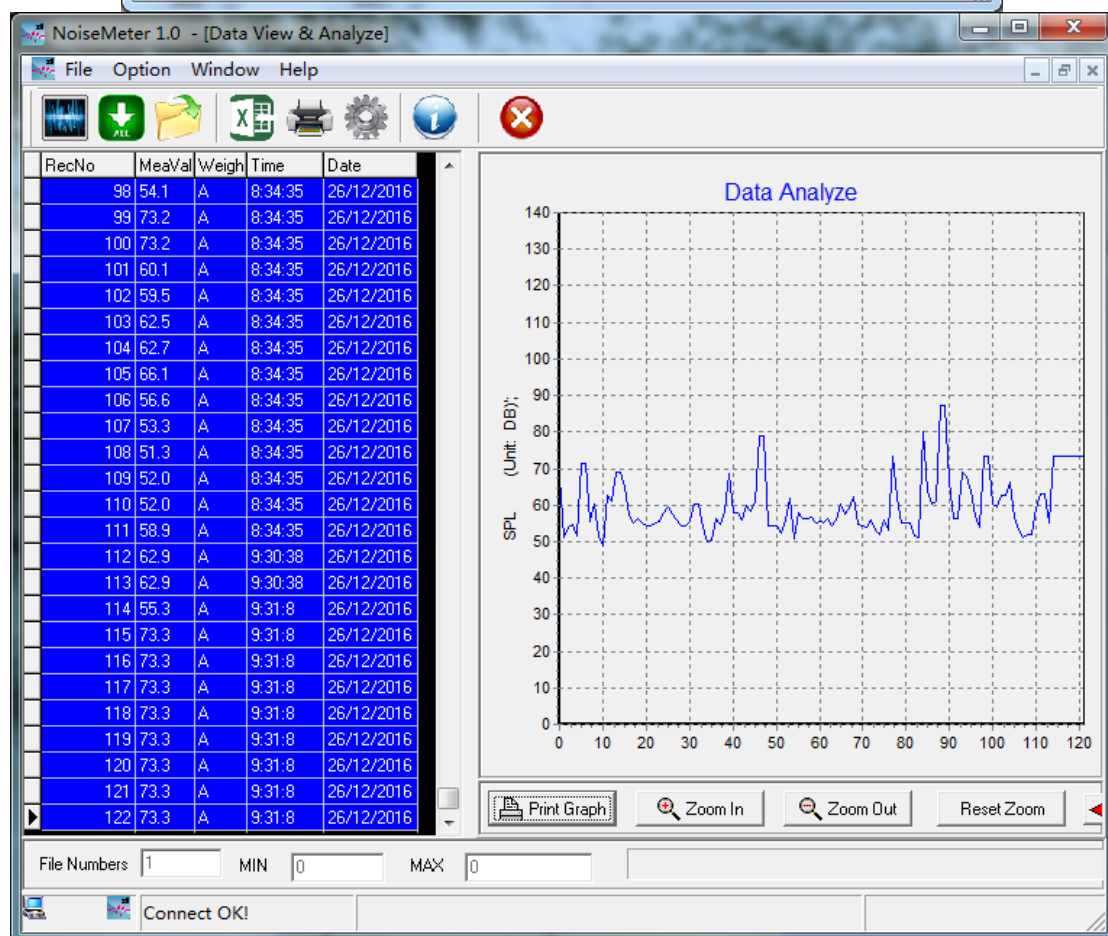 NoiseMeter 1.0 - [Data View & Analyze]
File Option Window Help
ALL
RecNo MeaVal Weigh Time Date
98 54.1 A 8:34:35 26/12/2016
99 73.2 A 8:34:35 26/12/2016
100 73.2 A 8:34:35 26/12/2016
101 60.1 A 8:34:35 26/12/2016
102 59.5 A 8:34:35 26/12/2016
103 62.5 A 8:34:35 26/12/2016
104 62.7 A 8:34:35 26/12/2016
105 66.1 A 8:34:35 26/12/2016
106 56.6 A 8:34:35 26/12/2016
107 53.3 A 8:34:35 26/12/2016
108 51.3 A 8:34:35 26/12/2016
109 52.0 A 8:34:35 26/12/2016
110 52.0 A 8:34:35 26/12/2016
111 58.9 A 8:34:35 26/12/2016
112 62.9 A 9:30:38 26/12/2016
113 62.9 A 9:30:38 26/12/2016
114 55.3 A 9:31:8 26/12/2016
115 73.3 A 9:31:8 26/12/2016
116 73.3 A 9:31:8 26/12/2016
117 73.3 A 9:31:8 26/12/2016
118 73.3 A 9:31:8 26/12/2016
119 73.3 A 9:31:8 26/12/2016
120 73.3 A 9:31:8 26/12/2016
121 73.3 A 9:31:8 26/12/2016
122 73.3 A 9:31:8 26/12/2016
Data Analyze
140
130
120
110
100
90
80
70
60
50
40
30
20
10
0
SPL (Unit: DB)';
0 10 20 30 40 50 60 70 80 90 100 110 120
Print Graph Zoom In Zoom Out Reset Zoom
File Numbers 1 MIN 0 MAX 0
Connect OK!